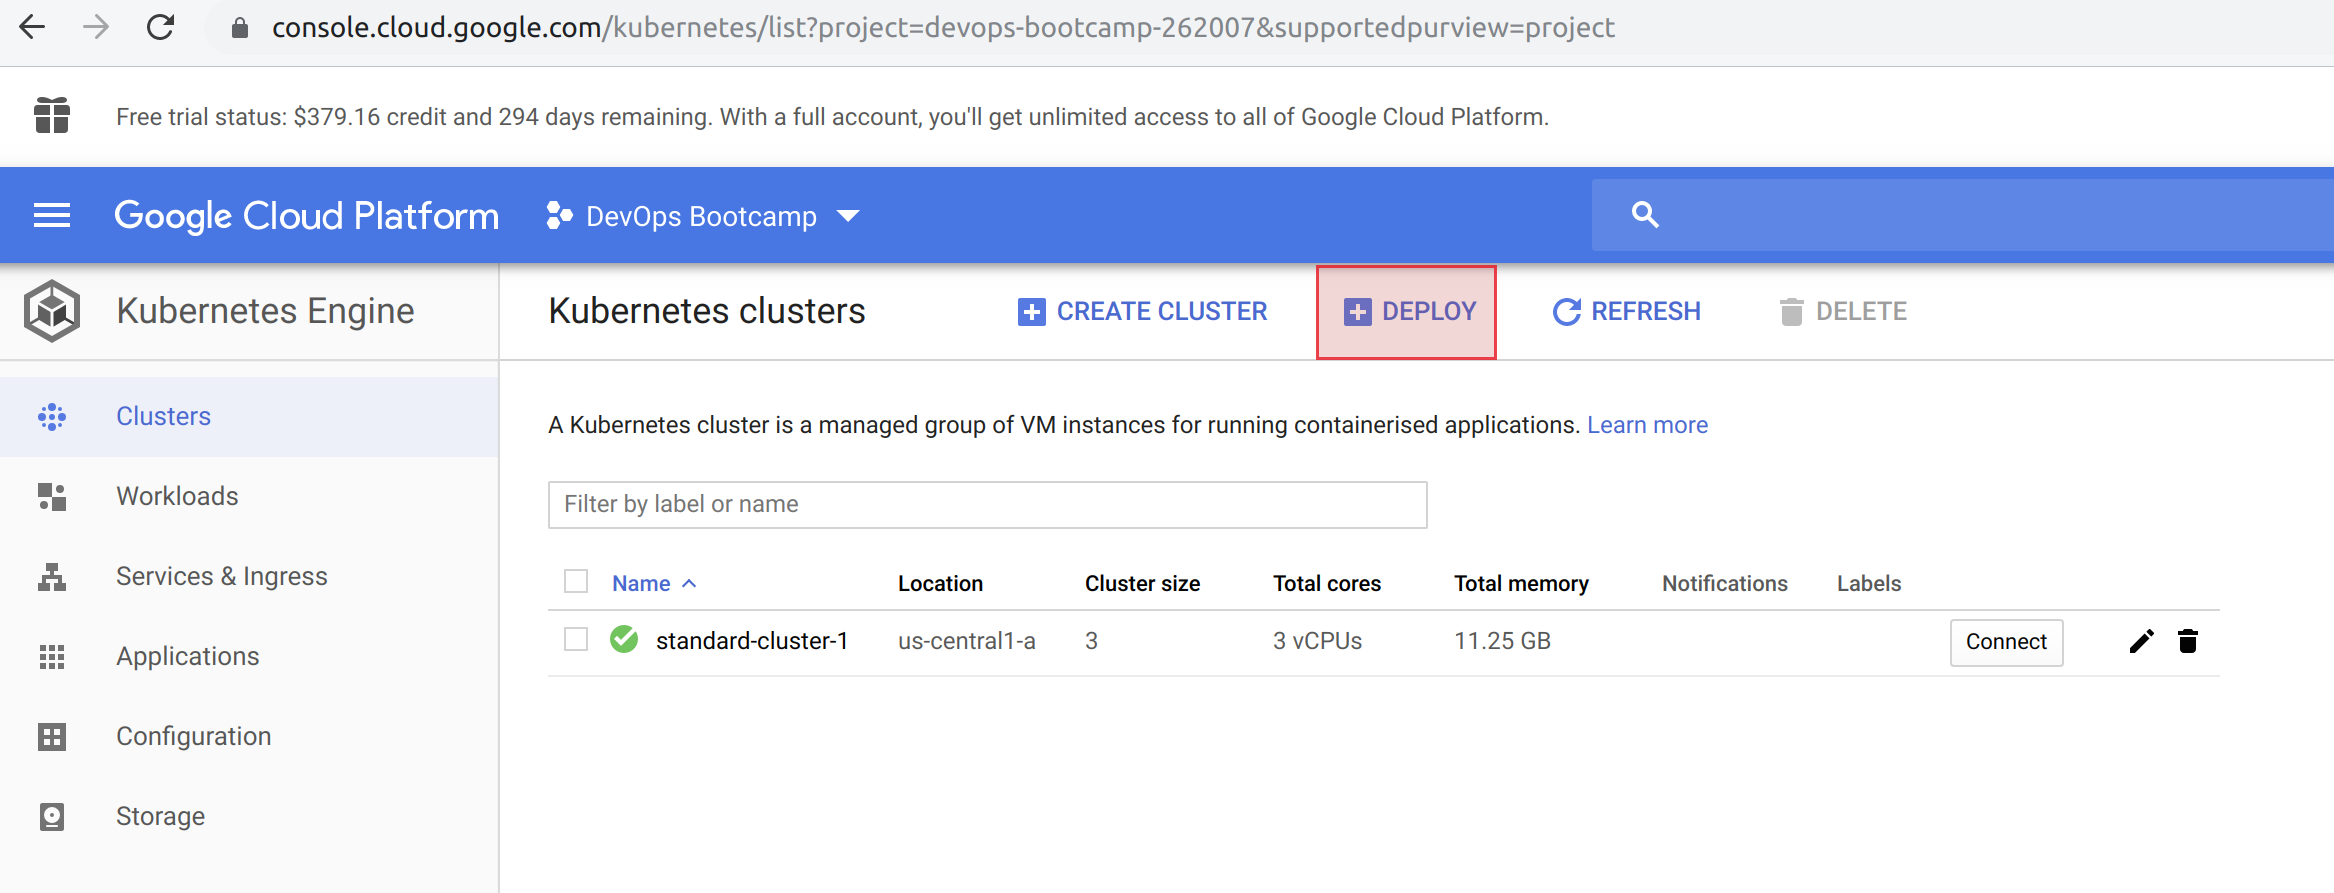 console.cloud.google.com/kubernetes/list?project=devops-bootcamp-262007&supportedpurview=project
Free trial status: $379.16 credit and 294 days remaining. With a full account, you'll get unlimited access to all of Google Cloud Platform.
Google Cloud Platform DevOps Bootcamp
Kubernetes Engine
Kubernetes clusters CREATE CLUSTER DEPLOY REFRESH DELETE
Clusters
Workloads
Services & Ingress
Applications
Configuration
Storage
A Kubernetes cluster is a managed group of VM instances for running containerised applications. Learn more
Filter by label or name
Name Location Cluster size Total cores Total memory Notifications Labels
standard-cluster-1 us-central1-a 3 3 vCPUs 11.25 GB Connect